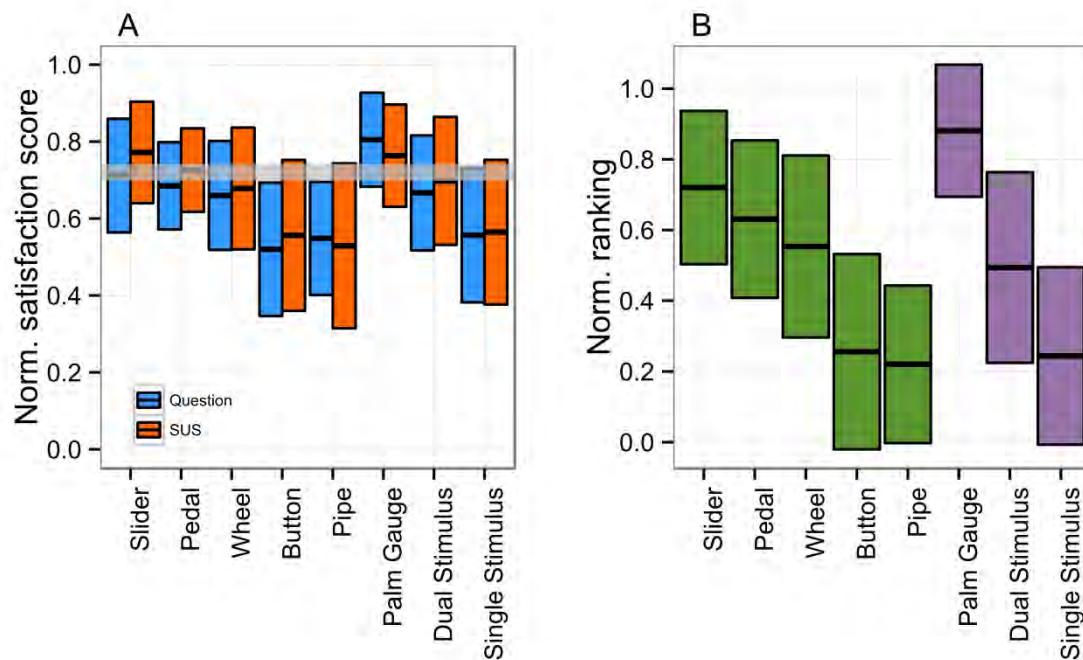 A
Norm. satisfaction score
1.0
0.8
0.6
0.4
0.2
0.0
Question
SUS
Slider
Pedal
Wheel
Button
Pipe
Palm Gauge
Dual Stimulus
Single Stimulus
B
Norm. ranking
1.0
0.8
0.6
0.4
0.2
0.0
Slider
Pedal
Wheel
Button
Pipe
Palm Gauge
Dual Stimulus
Single Stimulus